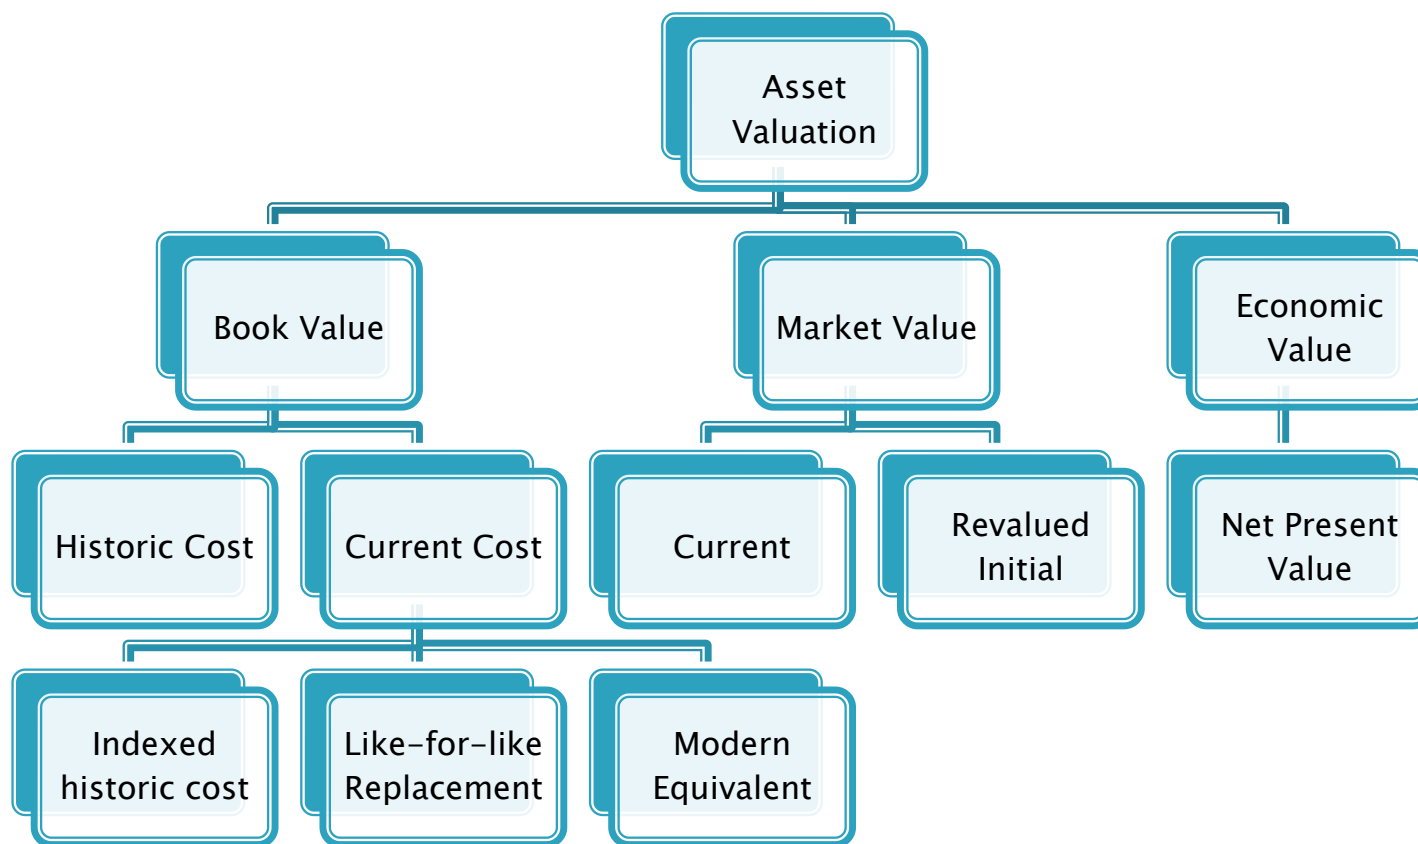 Asset
Valuation
Book Value
Market Value
Economic
Value
Historic Cost
Current Cost
Current
Revalued
Initial
Net Present
Value
Indexed
historic cost
Like-for-like
Replacement
Modern
Equivalent